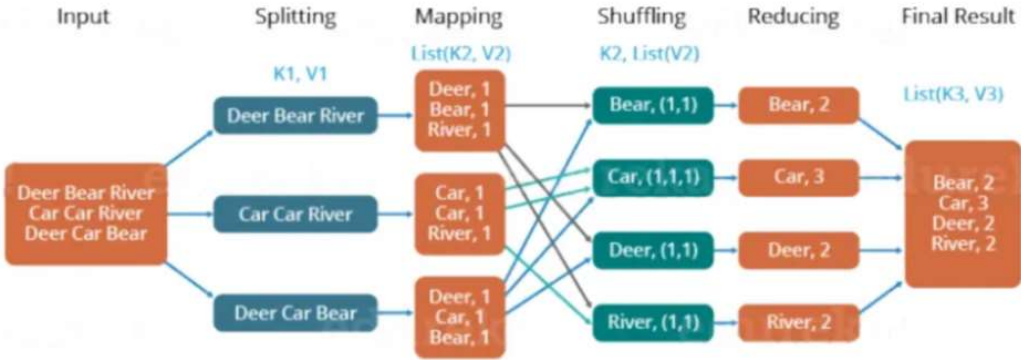 Input
Splitting
Mapping
Shuffling
Reducing
Final Result
K1, V1
List(K2, V2)
K2, List(V2)
List(K3, V3)
Deer Bear River
Car Car River
Deer Car Bear
Deer Bear River
Car Car River
Deer Car Bear
Deer, 1
Bear, 1
River, 1
Car, 1
Car, 1
River, 1
Deer, 1
Car, 1
Bear, 1
Bear, (1,1)
Car, (1,1,1)
Deer, (1,1)
River, (1,1)
Bear, 2
Car, 3
Deer, 2
River, 2
Bear, 2
Car, 3
Deer, 2
River, 2